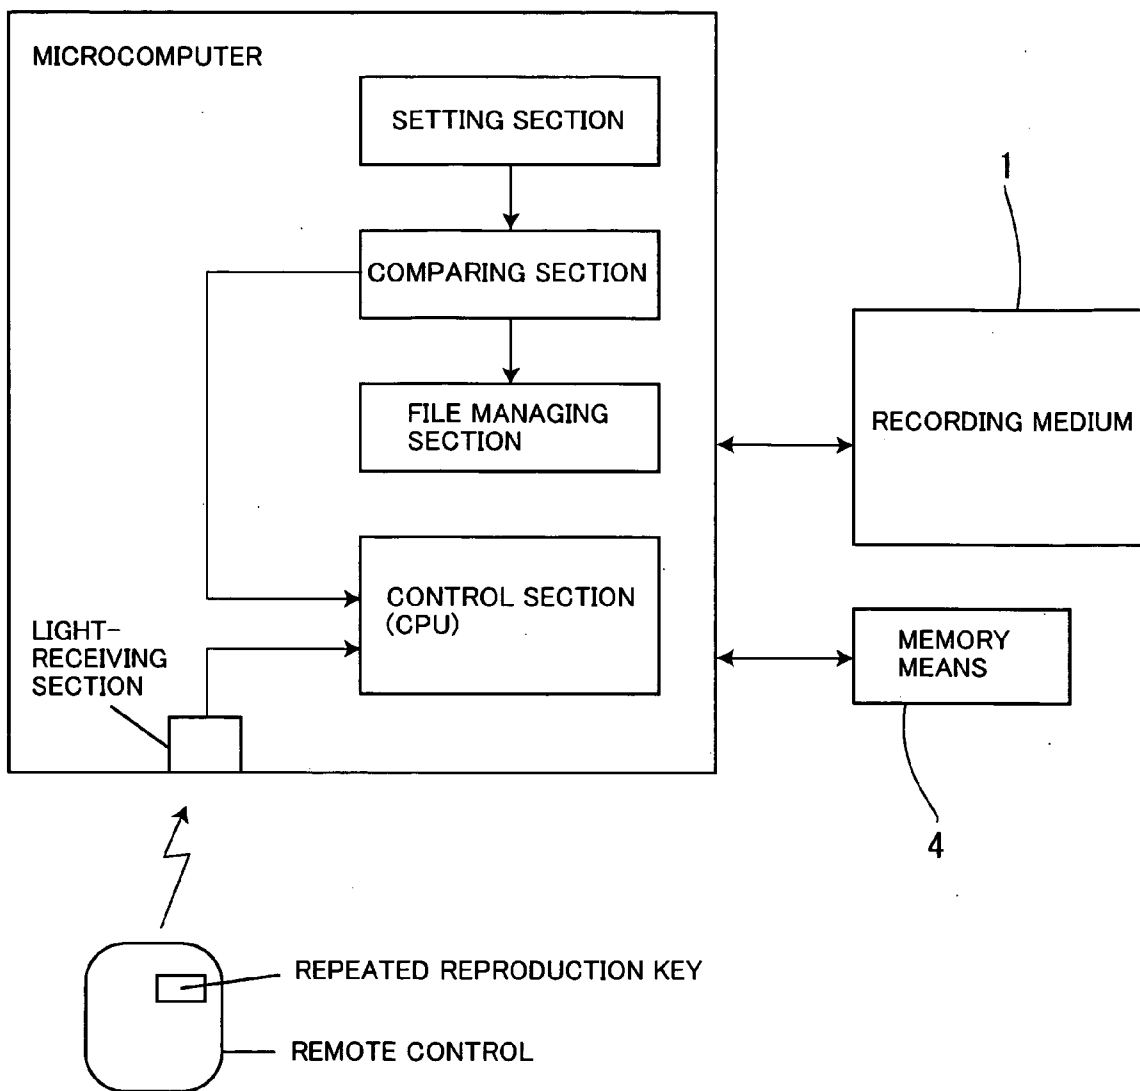 MICROCOMPUTER
SETTING SECTION
1
COMPARING SECTION
FILE MANAGING
SECTION
RECORDING MEDIUM
CONTROL SECTION
(CPU)
LIGHT-
RECEIVING
SECTION
MEMORY
MEANS
4
REPEATED REPRODUCTION KEY
REMOTE CONTROL